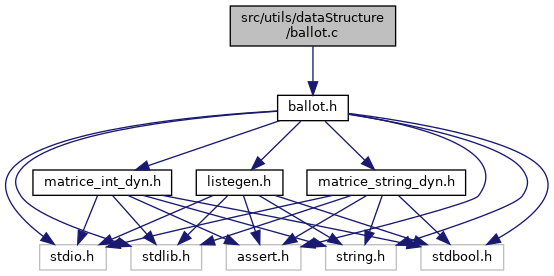 src/utils/dataStructure
/ballot.c
ballot.h
matrice_int_dyn.h
listegen.h
matrice_string_dyn.h
stdio.h
stdlib.h
assert.h
string.h
stdbool.h